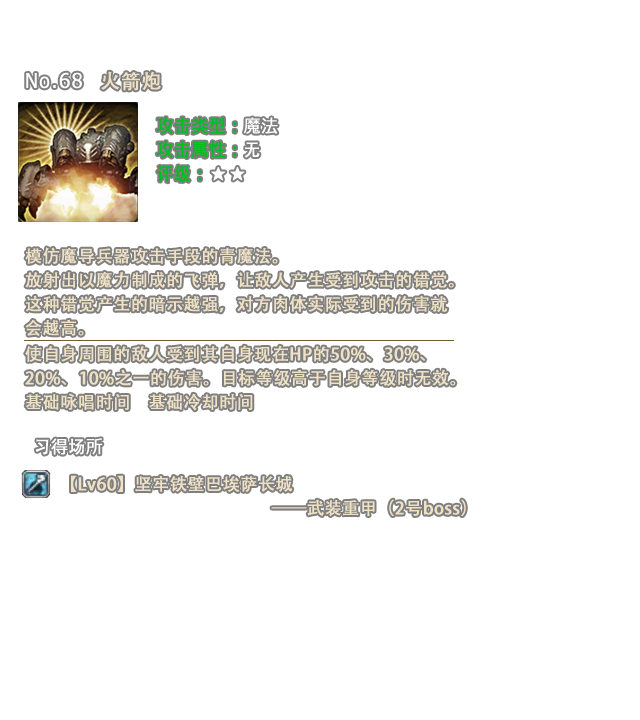 No.68 火箭炮
攻击类型：魔法
攻击属性：无
评级：☆☆
模仿魔导兵器攻击手段的青魔法。
放射出以魔力制成的飞弹，让敌人产生受到攻击的错觉。
这种错觉产生的暗示越强，对方肉体实际受到的伤害就
会越高。
使自身周围的敌人受到其自身现在HP的50%、30%、
20%、10%之一的伤害。目标等级高于自身等级时无效。
基础咏唱时间 基础冷却时间
习得场所
【Lv60】坚牢铁壁巴埃萨长城
——武装重甲（2号boss）